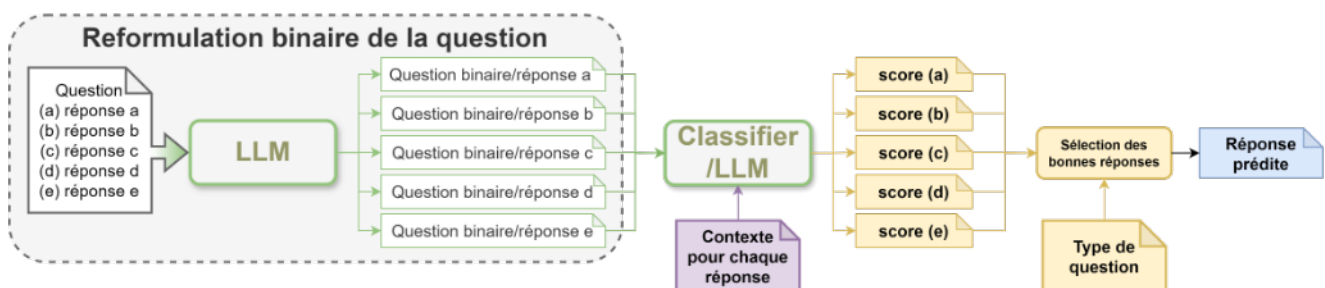 Reformulation binaire de la question
Question
(a) réponse a
(b) réponse b
(c) réponse c
(d) réponse d
(e) réponse e
LLM
Question binaire/réponse a
Question binaire/réponse b
Question binaire/réponse c
Question binaire/réponse d
Question binaire/réponse e
Classifier
/LLM
Contexte
pour chaque
réponse
score (a)
score (b)
score (c)
score (d)
score (e)
Sélection des
bonnes réponses
Type de
question
Réponse
prédite